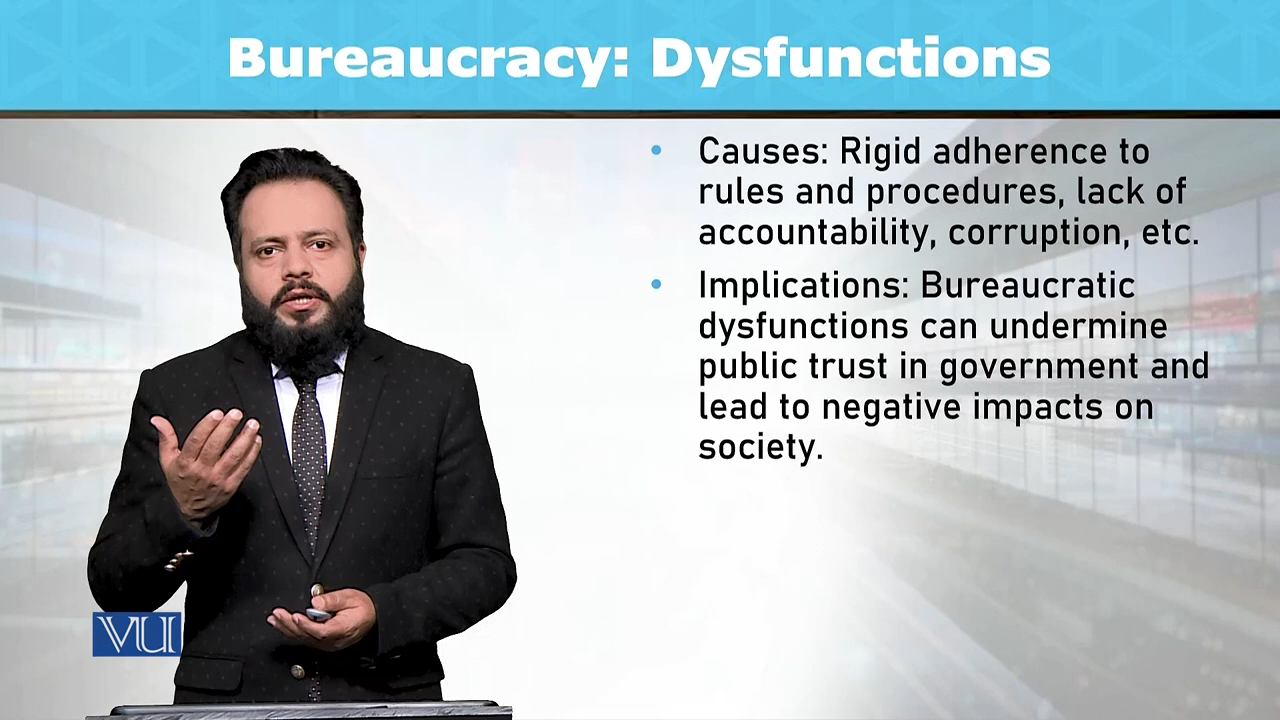 Bureaucracy: Dysfunctions
• Causes: Rigid adherence to
rules and procedures, lack of
accountability, corruption, etc.
• Implications: Bureaucratic
dysfunctions can undermine
public trust in government and
lead to negative impacts on
society.
VU